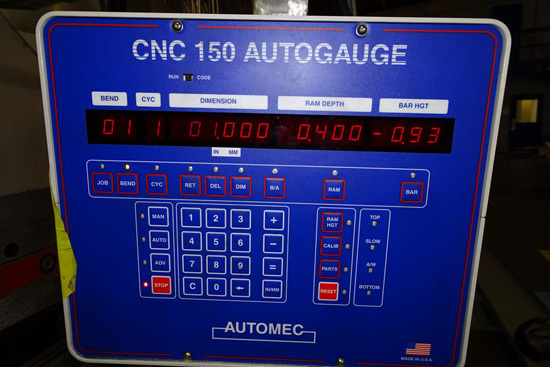 CNC 150 AUTOGAUGE
RUN CODE
BEND CYC DIMENSION RAM DEPTH BAR HGT
01 1 01.000 0.400 -0.93
IN MM
JOB BEND CYC RET DEL DIM B/A RAM BAR
MAN 1 2 3 + RAM HGT TOP
AUTO 4 5 6 − CALIB SLOW
ADV 7 8 9 = PARTS A/W
STOP C 0 ← IN/MM RESET BOTTOM
AUTOMEC
MADE IN U.S.A.